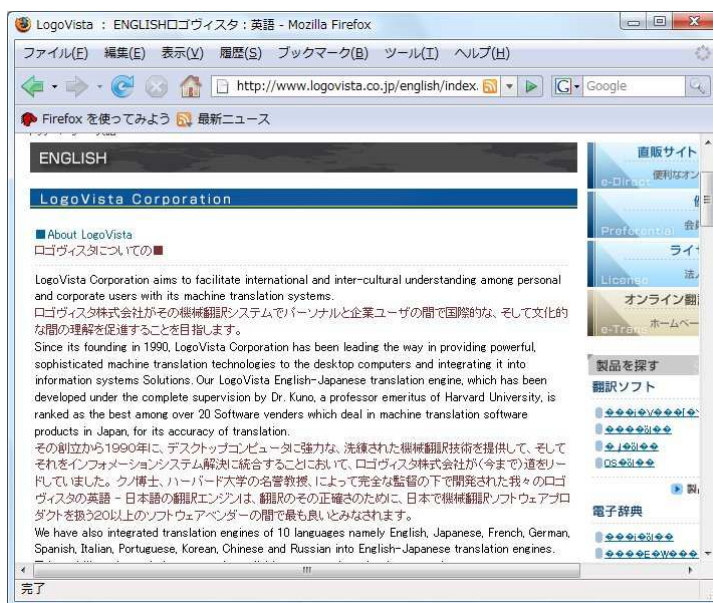 LogoVista : ENGLISHロゴヴィスタ：英語 - Mozilla Firefox
ファイル(F) 編集(E) 表示(V) 履歴(S) ブックマーク(B) ツール(T) ヘルプ(H)
http://www.logovista.co.jp/english/index.
G
Google
Firefox を使ってみよう 最新ニュース
ENGLISH
LogoVista Corporation
■About LogoVista
ロゴヴィスタについての■
LogoVista Corporation aims to facilitate international and inter-cultural understanding among personal
and corporate users with its machine translation systems.
ロゴヴィスタ株式会社がその機械翻訳システムでパーソナルと企業ユーザの間で国際的な、そして文化的
な間の理解を促進することを目指します。
Since its founding in 1990, LogoVista Corporation has been leading the way in providing powerful,
sophisticated machine translation technologies to the desktop computers and integrating it into
information systems Solutions. Our LogoVista English-Japanese translation engine, which has been
developed under the complete supervision by Dr. Kuno, a professor emeritus of Harvard University, is
ranked as the best among over 20 Software venders which deal in machine translation software
products in Japan, for its accuracy of translation.
その創立から1990年に、デスクトップコンピュータに強力な、洗練された機械翻訳技術を提供して、そして
それをインフォメーションシステム解決に統合することにおいて、ロゴヴィスタ株式会社が(今まで)道をリー
ドしていました。クノ博士、ハーバード大学の名誉教授、によって完全な監督の下で開発された我々のロゴ
ヴィスタの英語 - 日本語の翻訳エンジンは、翻訳のその正確さのために、日本で機械翻訳ソフトウェアプロ
ダクトを扱う20以上のソフトウェアベンダーの間で最も良いとみなされます。
We have also integrated translation engines of 10 languages namely English, Japanese, French, German,
Spanish, Italian, Portuguese, Korean, Chinese and Russian into English-Japanese translation engines.
直販サイト
便利なオン
e-Direct
Preferential
会員
ライ
License
法
オンライン翻
e-Trans
ホームペー
製品を探す
翻訳ソフト
製
電子辞典
完了